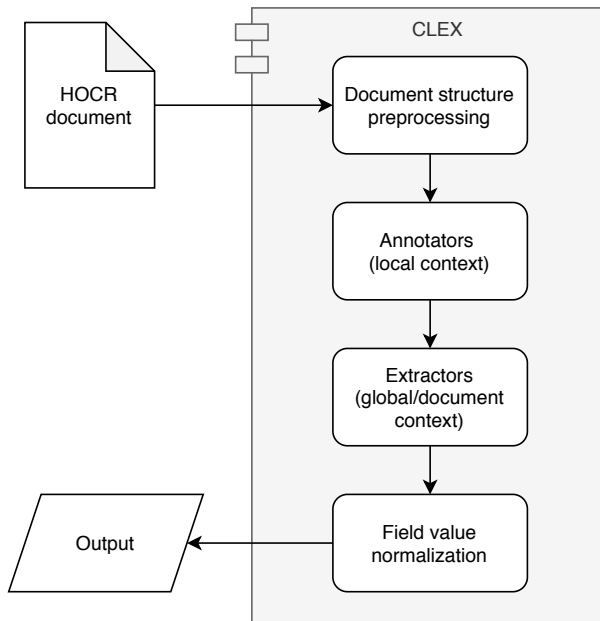 CLEX
HOCR
document
Document structure
preprocessing
Annotators
(local context)
Extractors
(global/document
context)
Field value
normalization
Output